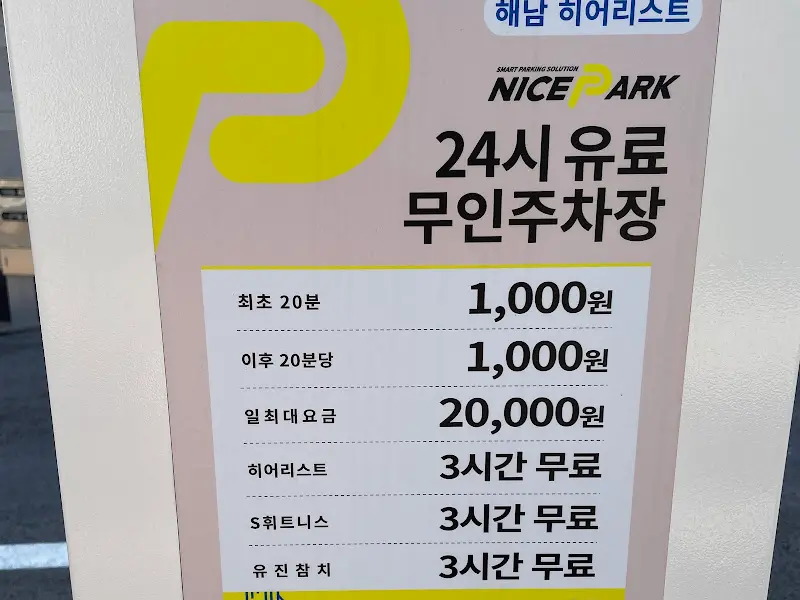 해남 히어리스트
SMART PARKING SOLUTION
NICEPARK
24시 유료
무인주차장
최초 20분 1,000원
이후 20분당 1,000원
일최대요금 20,000원
히어리스트 3시간 무료
S휘트니스 3시간 무료
유진참치 3시간 무료